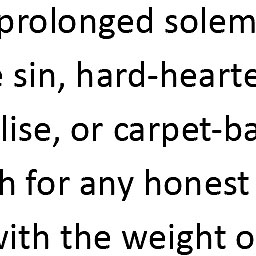 prolonged solem
e sin, hard-hearte
lise, or carpet-ba
h for any honest
with the weight o